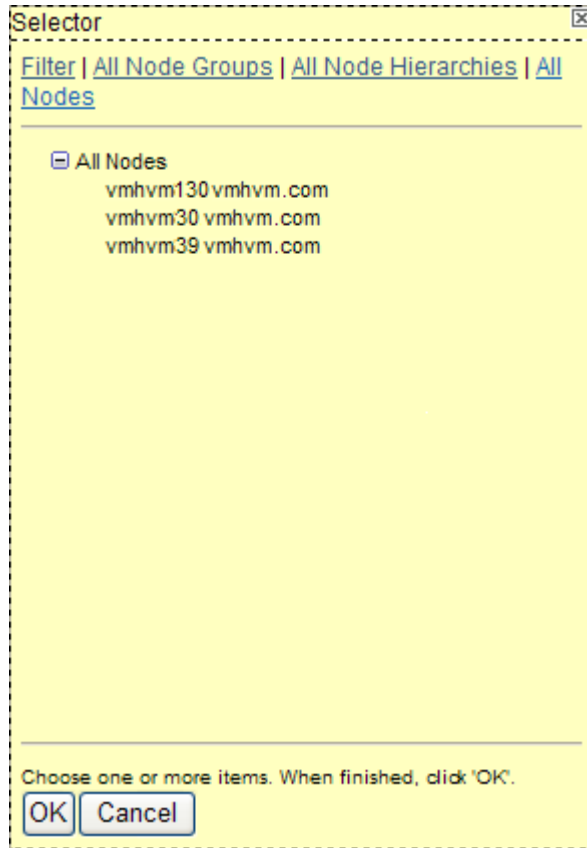 Selector
Filter | All Node Groups | All Node Hierarchies | All
Nodes
All Nodes
vmhvm130 vmhvm.com
vmhvm30 vmhvm.com
vmhvm39 vmhvm.com
Choose one or more items. When finished, click 'OK'.
OK Cancel